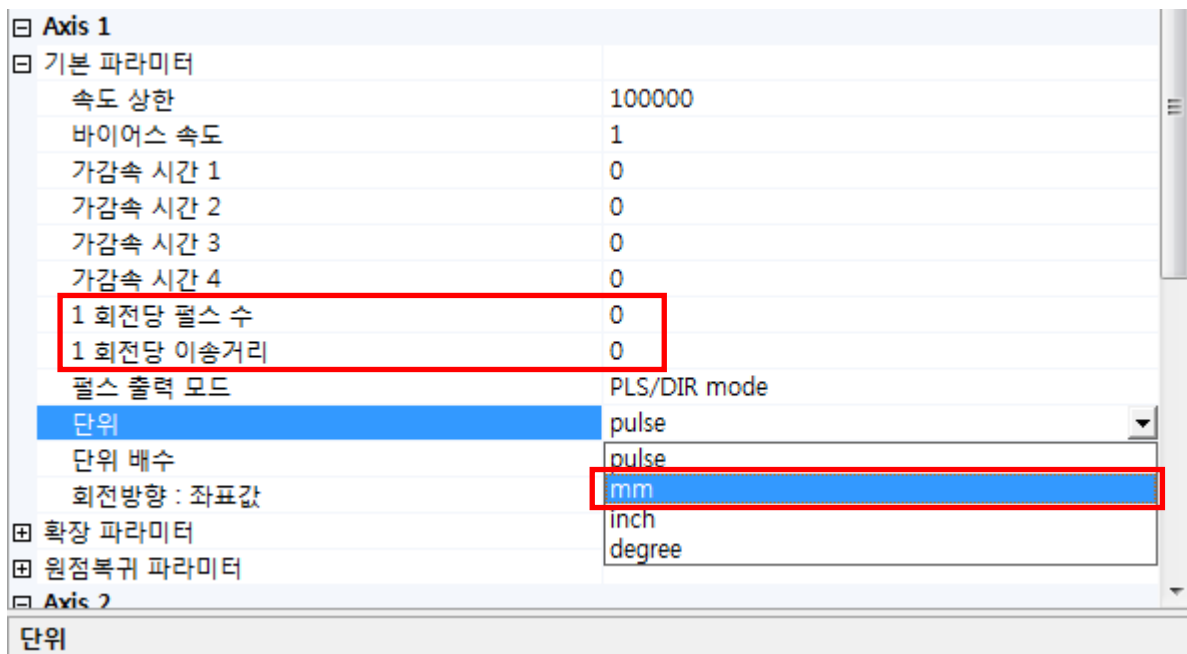 Axis 1
기본 파라미터
속도 상한 100000
바이어스 속도 1
가감속 시간 1 0
가감속 시간 2 0
가감속 시간 3 0
가감속 시간 4 0
1 회전당 펄스 수 0
1 회전당 이송거리 0
펄스 출력 모드 PLS/DIR mode
단위 pulse
단위 배수 pulse
회전방향 : 좌표값 mm
확장 파라미터 inch
degree
원점복귀 파라미터
Axis 2
단위